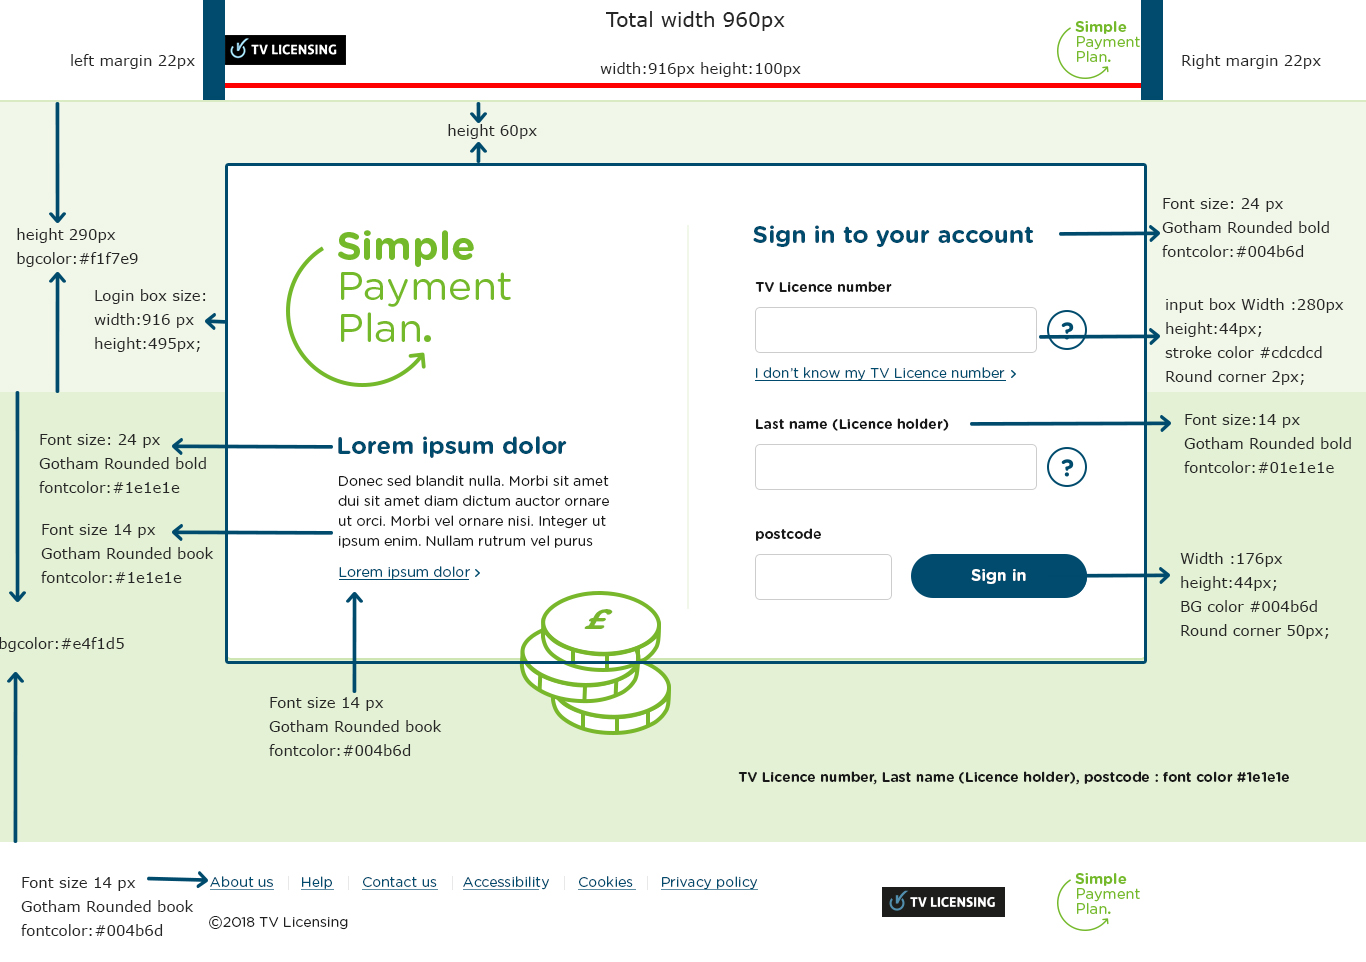 Total width 960px
left margin 22px
TV LICENSING
width:916px height:100px
Simple
Payment
Plan.
Right margin 22px
height 60px
height 290px
bgcolor:#f1f7e9
Login box size:
width:916 px
height:495px;
Simple
Payment
Plan.
Sign in to your account
Font size: 24 px
Gotham Rounded bold
fontcolor:#004b6d
TV Licence number
?
input box Width :280px
height:44px;
stroke color #cdcdcd
Round corner 2px;
I don't know my TV Licence number >
Last name (Licence holder)
?
Font size:14 px
Gotham Rounded bold
fontcolor:#01e1e1e
Font size: 24 px
Gotham Rounded bold
fontcolor:#1e1e1e
Lorem ipsum dolor
Font size 14 px
Gotham Rounded book
fontcolor:#1e1e1e
Donec sed blandit nulla. Morbi sit amet
dui sit amet diam dictum auctor ornare
ut orci. Morbi vel ornare nisi. Integer ut
ipsum enim. Nullam rutrum vel purus
Lorem ipsum dolor >
postcode
Sign in
Width :176px
height:44px;
BG color #004b6d
Round corner 50px;
£
bgcolor:#e4f1d5
Font size 14 px
Gotham Rounded book
fontcolor:#004b6d
TV Licence number, Last name (Licence holder), postcode : font color #1e1e1e
Font size 14 px
Gotham Rounded book
fontcolor:#004b6d
About us Help Contact us Accessibility Cookies Privacy policy
©2018 TV Licensing
TV LICENSING
Simple
Payment
Plan.